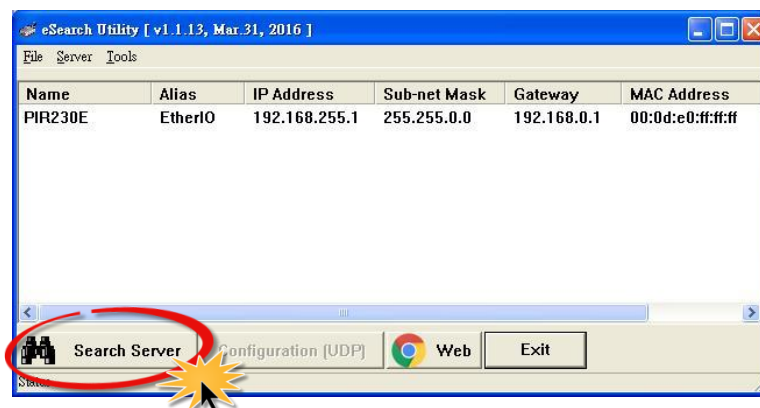 eSearch Utility [ v1.1.13, Mar.31, 2016 ]
File Server Tools
Name Alias IP Address Sub-net Mask Gateway MAC Address
PIR230E EtherIO 192.168.255.1 255.255.0.0 192.168.0.1 00:0d:e0:ff:ff:ff
Search Server Configuration (UDP) Web Exit
Status